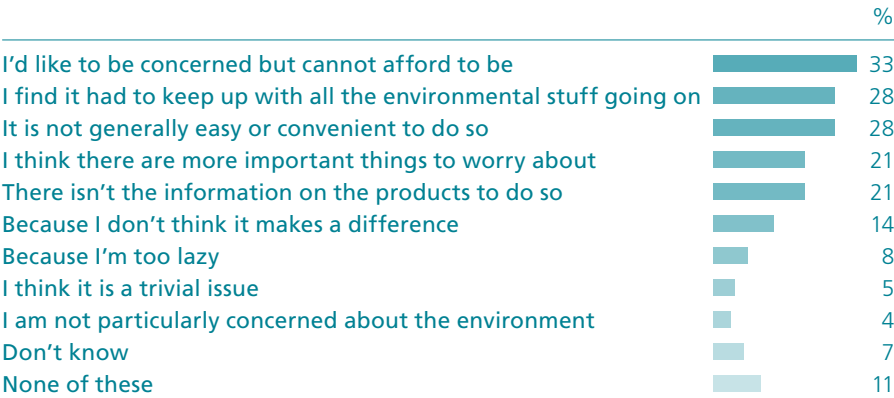 %
I’d like to be concerned but cannot afford to be 33
I find it had to keep up with all the environmental stuff going on 28
It is not generally easy or convenient to do so 28
I think there are more important things to worry about 21
There isn’t the information on the products to do so 21
Because I don’t think it makes a difference 14
Because I’m too lazy 8
I think it is a trivial issue 5
I am not particularly concerned about the environment 4
Don’t know 7
None of these 11